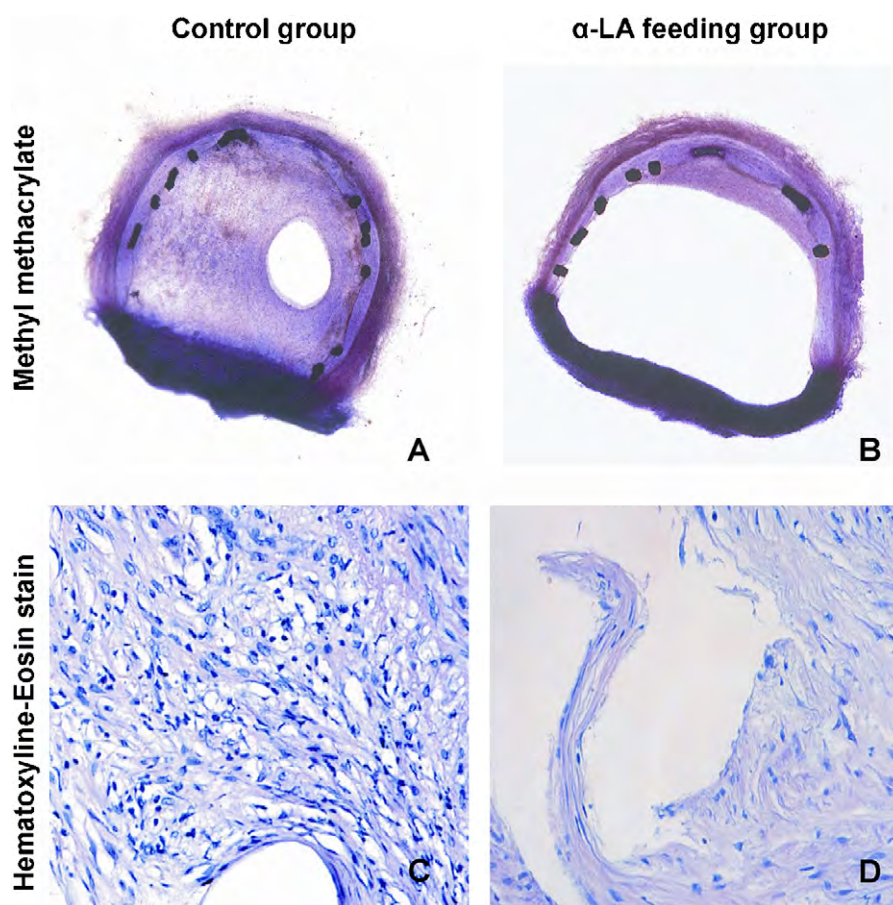 Control group
α-LA feeding group
Methyl methacrylate
A
B
Hematoxyline-Eosin stain
C
D